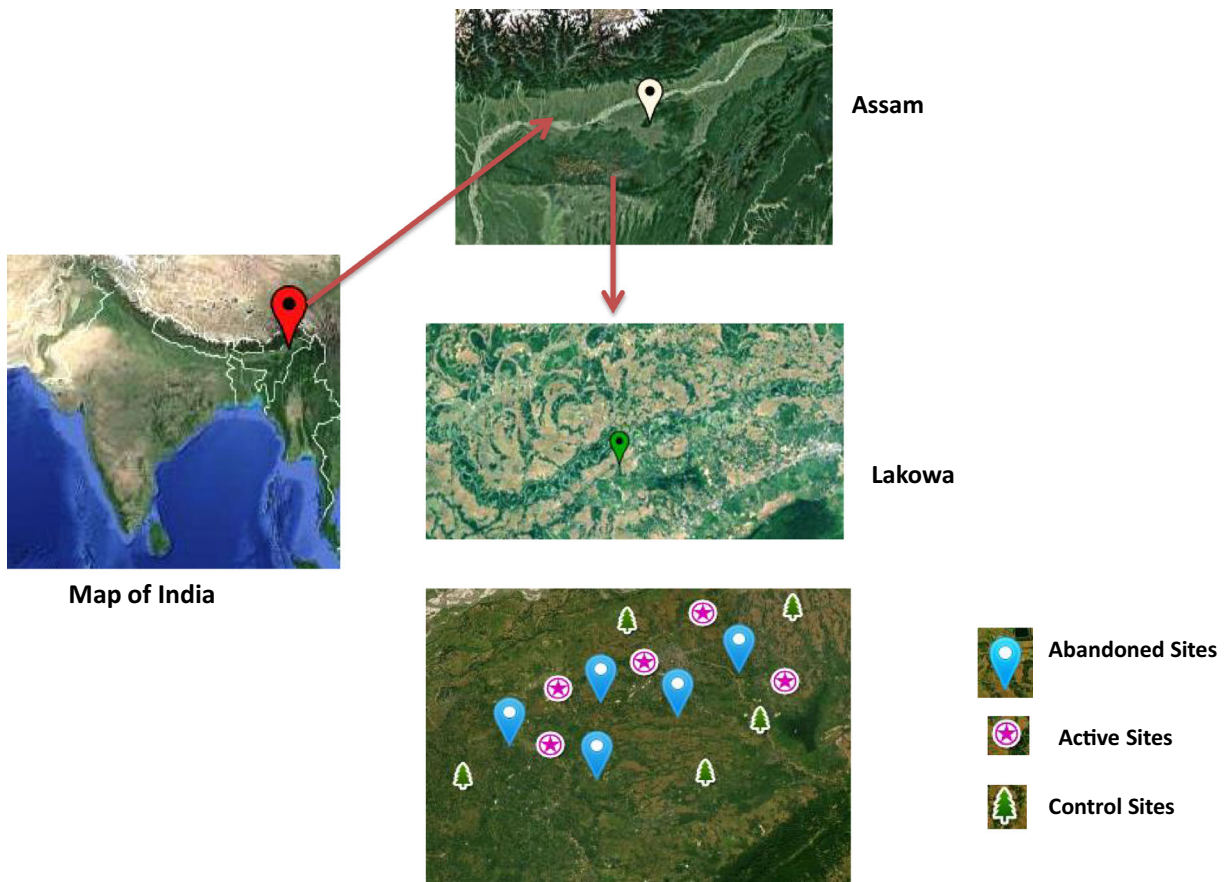 Assam
Lakowa
Map of India
Abandoned Sites
Active Sites
Control Sites